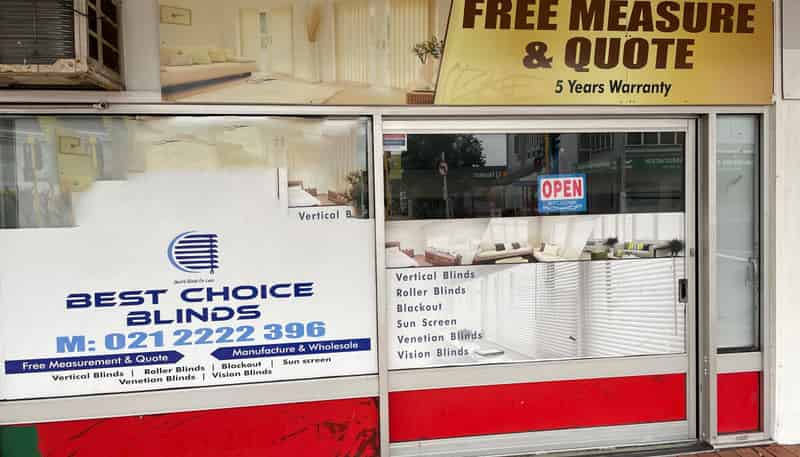 FREE MEASURE
& QUOTE
5 Years Warranty
Vertical B
BEST CHOICE
BLINDS
M: 021 2222 396
Free Measurement & Quote
Manufacture & Wholesale
Vertical Blinds | Roller Blinds | Blackout | Sun screen
Venetian Blinds | Vision Blinds
OPEN
Vertical Blinds
Roller Blinds
Blackout
Sun Screen
Venetian Blinds
Vision Blinds